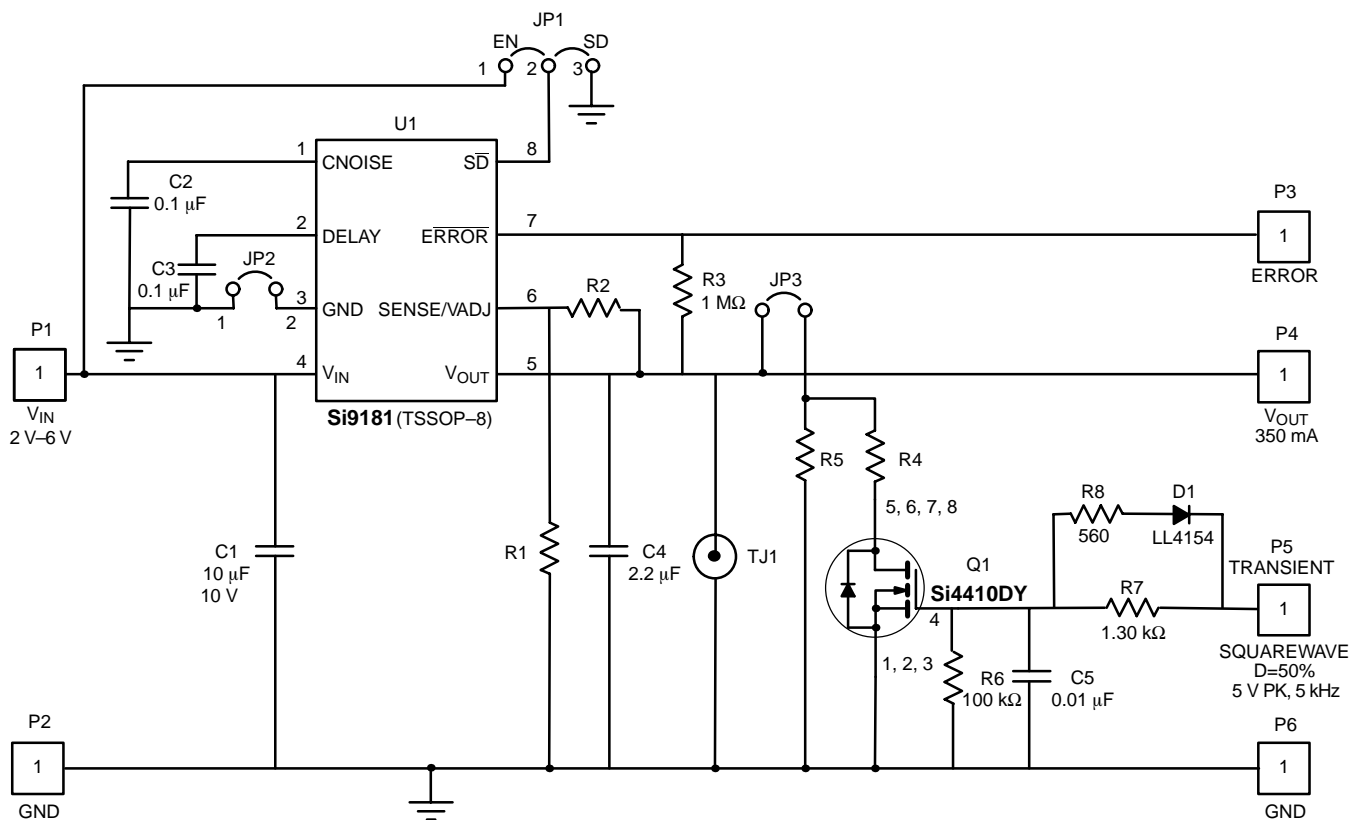 JP1
EN SD
1 2 3
U1
1 CNOISE
8 S̅D̅
C2
0.1 μF
2 DELAY
7 E̅R̅R̅O̅R̅
C3
0.1 μF
JP2
1 2
3 GND
6 SENSE/VADJ
R2
R3
1 MΩ
JP3
P3
1
ERROR
P1
1
VIN
2 V–6 V
4 VIN
5 VOUT
Si9181 (TSSOP–8)
P4
1
VOUT
350 mA
R5
R4
5, 6, 7, 8
C1
10 μF
10 V
R1
C4
2.2 μF
TJ1
Q1
Si4410DY
4
1, 2, 3
R8
560
D1
LL4154
R7
1.30 kΩ
P5
TRANSIENT
1
SQUAREWAVE
D=50%
5 V PK, 5 kHz
R6
100 kΩ
C5
0.01 μF
P2
1
GND
P6
1
GND